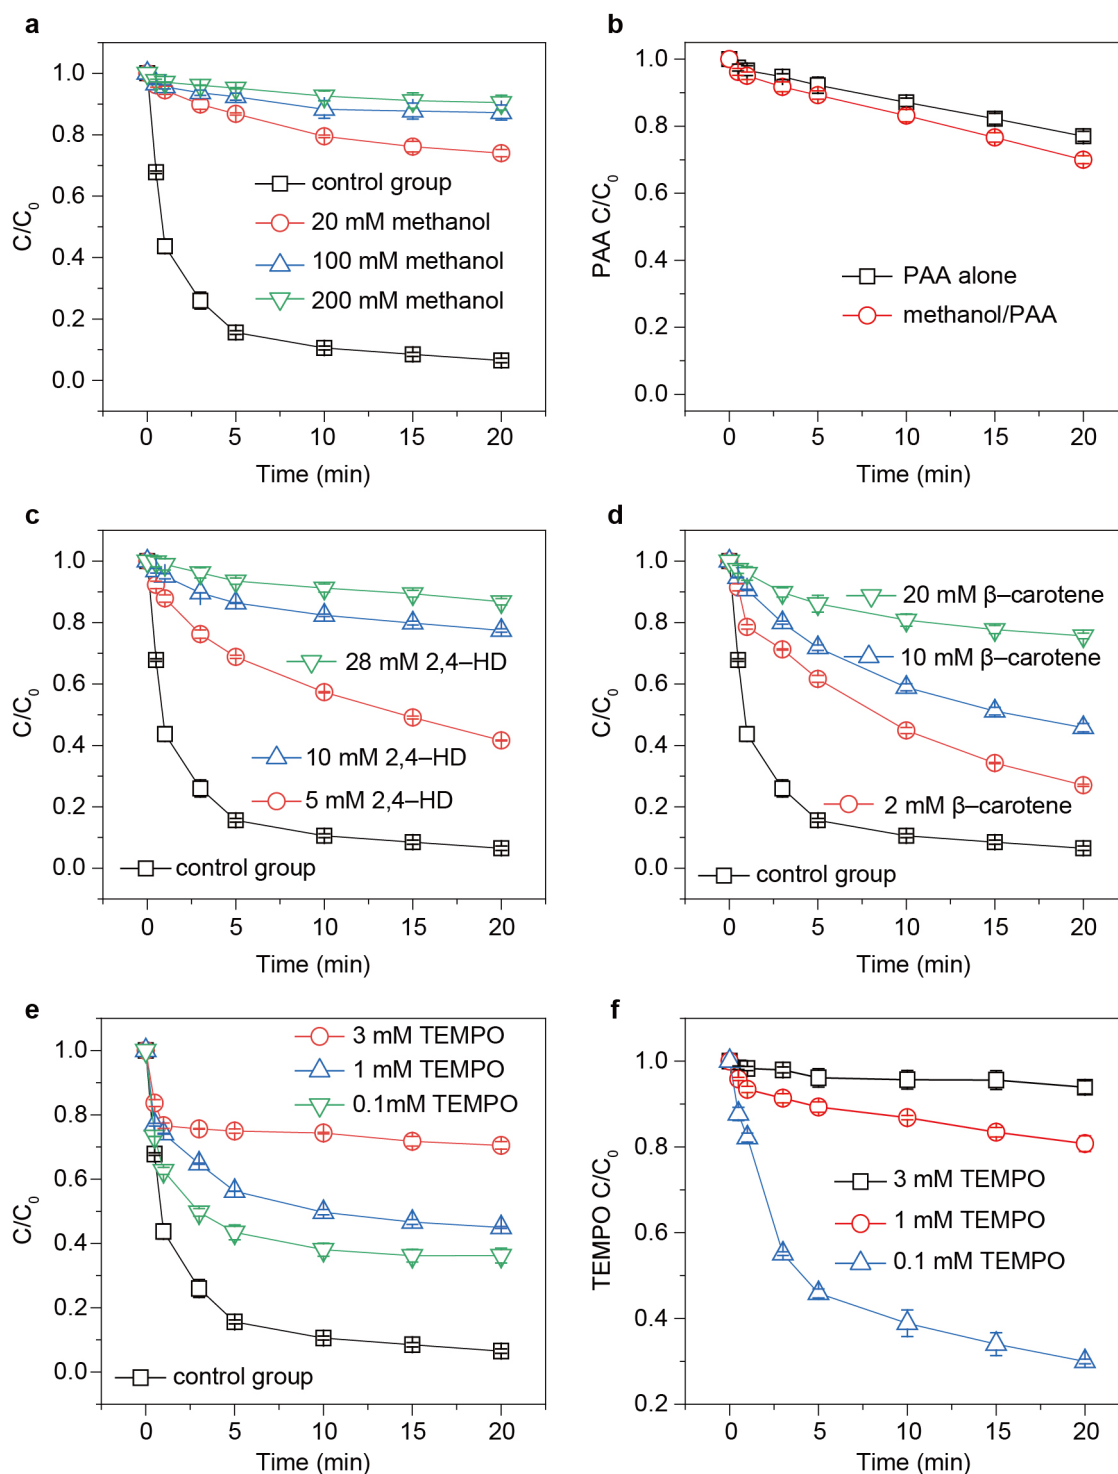 a
1.0
0.8
0.6
0.4
0.2
0.0
C/C0
control group
20 mM methanol
100 mM methanol
200 mM methanol
0 5 10 15 20
Time (min)
b
1.0
0.8
0.6
0.4
0.2
0.0
PAA C/C0
PAA alone
methanol/PAA
0 5 10 15 20
Time (min)
c
1.0
0.8
0.6
0.4
0.2
0.0
C/C0
28 mM 2,4–HD
10 mM 2,4–HD
5 mM 2,4–HD
control group
0 5 10 15 20
Time (min)
d
1.0
0.8
0.6
0.4
0.2
0.0
C/C0
20 mM β–carotene
10 mM β–carotene
2 mM β–carotene
control group
0 5 10 15 20
Time (min)
e
1.0
0.8
0.6
0.4
0.2
0.0
C/C0
3 mM TEMPO
1 mM TEMPO
0.1mM TEMPO
control group
0 5 10 15 20
Time (min)
f
1.0
0.8
0.6
0.4
0.2
TEMPO C/C0
3 mM TEMPO
1 mM TEMPO
0.1 mM TEMPO
0 5 10 15 20
Time (min)